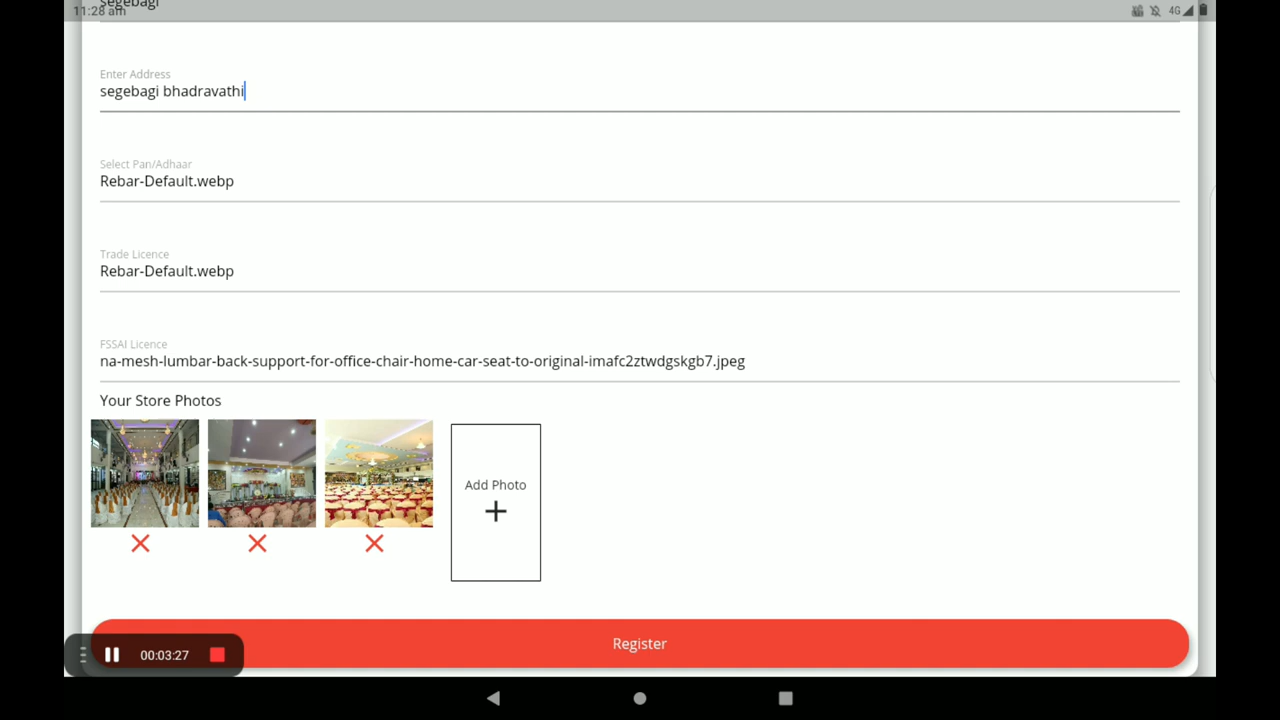 segebagi
11:28 am
4G
Enter Address
segebagi bhadravathi
Select Pan/Adhaar
Rebar-Default.webp
Trade Licence
Rebar-Default.webp
FSSAI Licence
na-mesh-lumbar-back-support-for-office-chair-home-car-seat-to-original-imafc2ztwdgskgb7.jpeg
Your Store Photos
Add Photo
Register
00:03:27